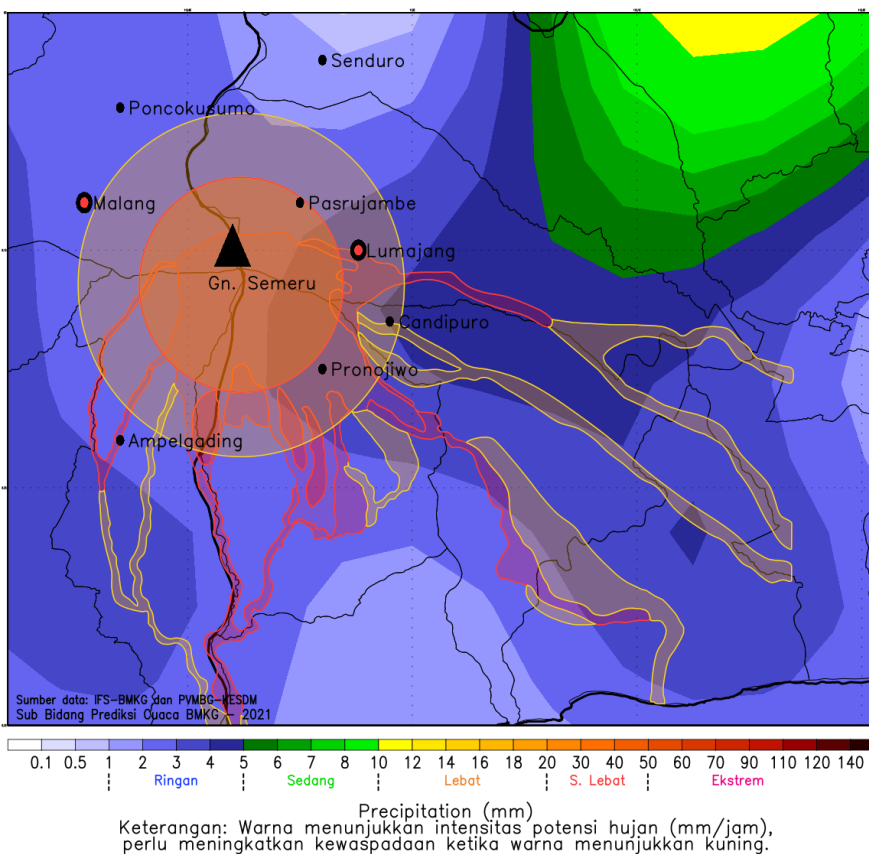 Senduro
Poncokusumo
Malang
Pasrujambe
Lumajang
Gn. Semeru
Candipuro
Pronojiwo
Ampelgading
Sumber data: IFS-BMKG dan PVMBG-KESDM
Sub Bidang Prediksi Cuaca BMKG - 2021
0.1 0.5 1 2 3 4 5 6 7 8 10 12 14 16 18 20 30 40 50 60 70 90 110 120 140
Ringan Sedang Lebat S. Lebat Ekstrem
Precipitation (mm)
Keterangan: Warna menunjukkan intensitas potensi hujan (mm/jam),
perlu meningkatkan kewaspadaan ketika warna menunjukkan kuning.